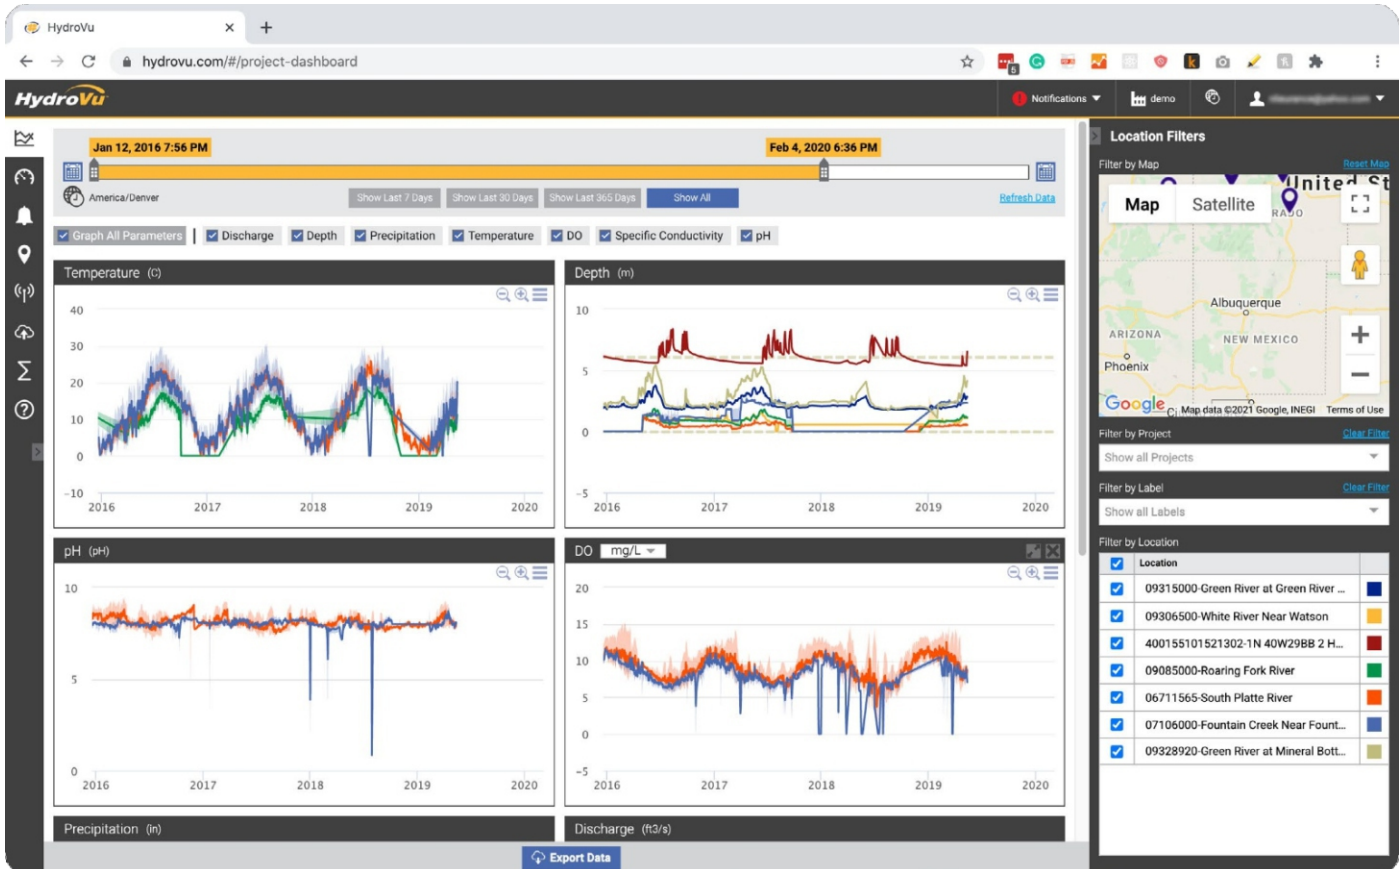 HydroVu
hydrovu.com/#/project-dashboard
5
HydroVu
Notifications
demo
Jan 12, 2016 7:56 PM
Feb 4, 2020 6:36 PM
America/Denver
Show Last 7 Days
Show Last 30 Days
Show Last 365 Days
Show All
Refresh Data
Graph All Parameters
Discharge
Depth
Precipitation
Temperature
DO
Specific Conductivity
pH
Temperature (C)
40
30
20
10
0
-10
2016 2017 2018 2019 2020
Depth (m)
10
5
0
-5
2016 2017 2018 2019 2020
pH (pH)
10
5
0
2016 2017 2018 2019 2020
DO mg/L
20
15
10
5
0
-5
2016 2017 2018 2019 2020
Precipitation (in)
Discharge (ft3/s)
Export Data
Location Filters
Filter by Map
Reset Map
United St
Map Satellite
Albuquerque
ARIZONA
NEW MEXICO
Phoenix
Google
Map data ©2021 Google, INEGI Terms of Use
Filter by Project
Clear Filter
Show all Projects
Filter by Label
Clear Filter
Show all Labels
Filter by Location
Location
09315000-Green River at Green River ...
09306500-White River Near Watson
400155101521302-1N 40W29BB 2 H...
09085000-Roaring Fork River
06711565-South Platte River
07106000-Fountain Creek Near Fount...
09328920-Green River at Mineral Bott...